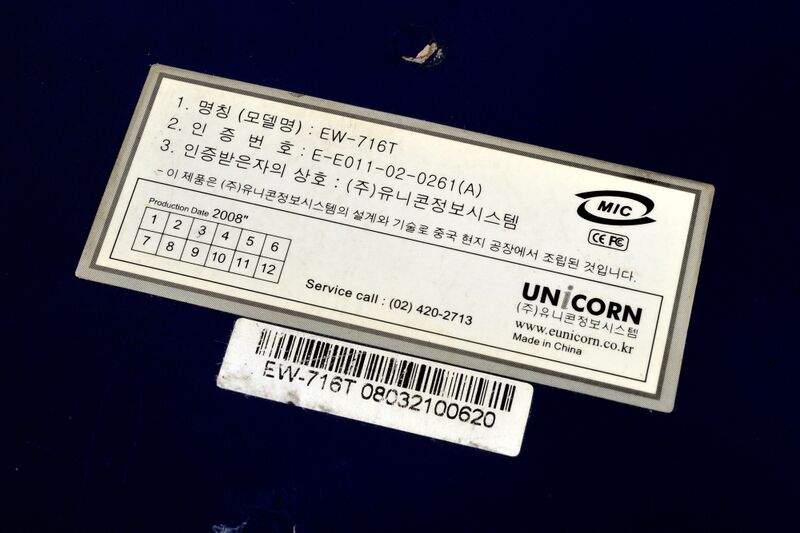 1. 명칭 (모델명) : EW-716T
2. 인 증 번 호 : E-E011-02-0261(A)
3. 인증받은자의 상호 : (주)유니콘정보시스템
- 이 제품은 (주)유니콘정보시스템의 설계와 기술로 중국 현지 공장에서 조립된 것입니다.
MIC
CE FC
Production Date 2008"
1 2 3 4 5 6
7 8 9 10 11 12
Service call : (02) 420-2713
UNiCORN
(주)유니콘정보시스템
www.eunicorn.co.kr
Made in China
EW-716T 08032100620